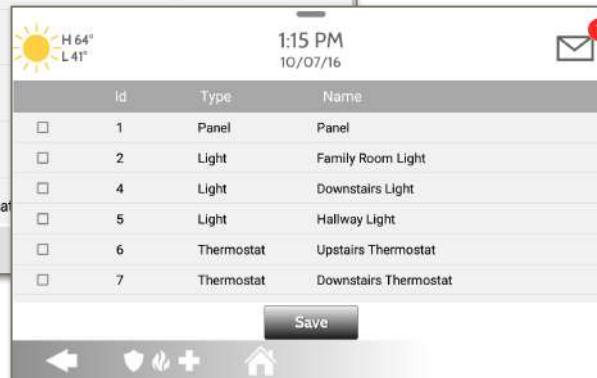 H 64°
L 41°
1:15 PM
10/07/16
Id Type Name
1 Panel Panel
2 Light Family Room Light
4 Light Downstairs Light
5 Light Hallway Light
6 Thermostat Upstairs Thermostat
7 Thermostat Downstairs Thermostat
at
Save